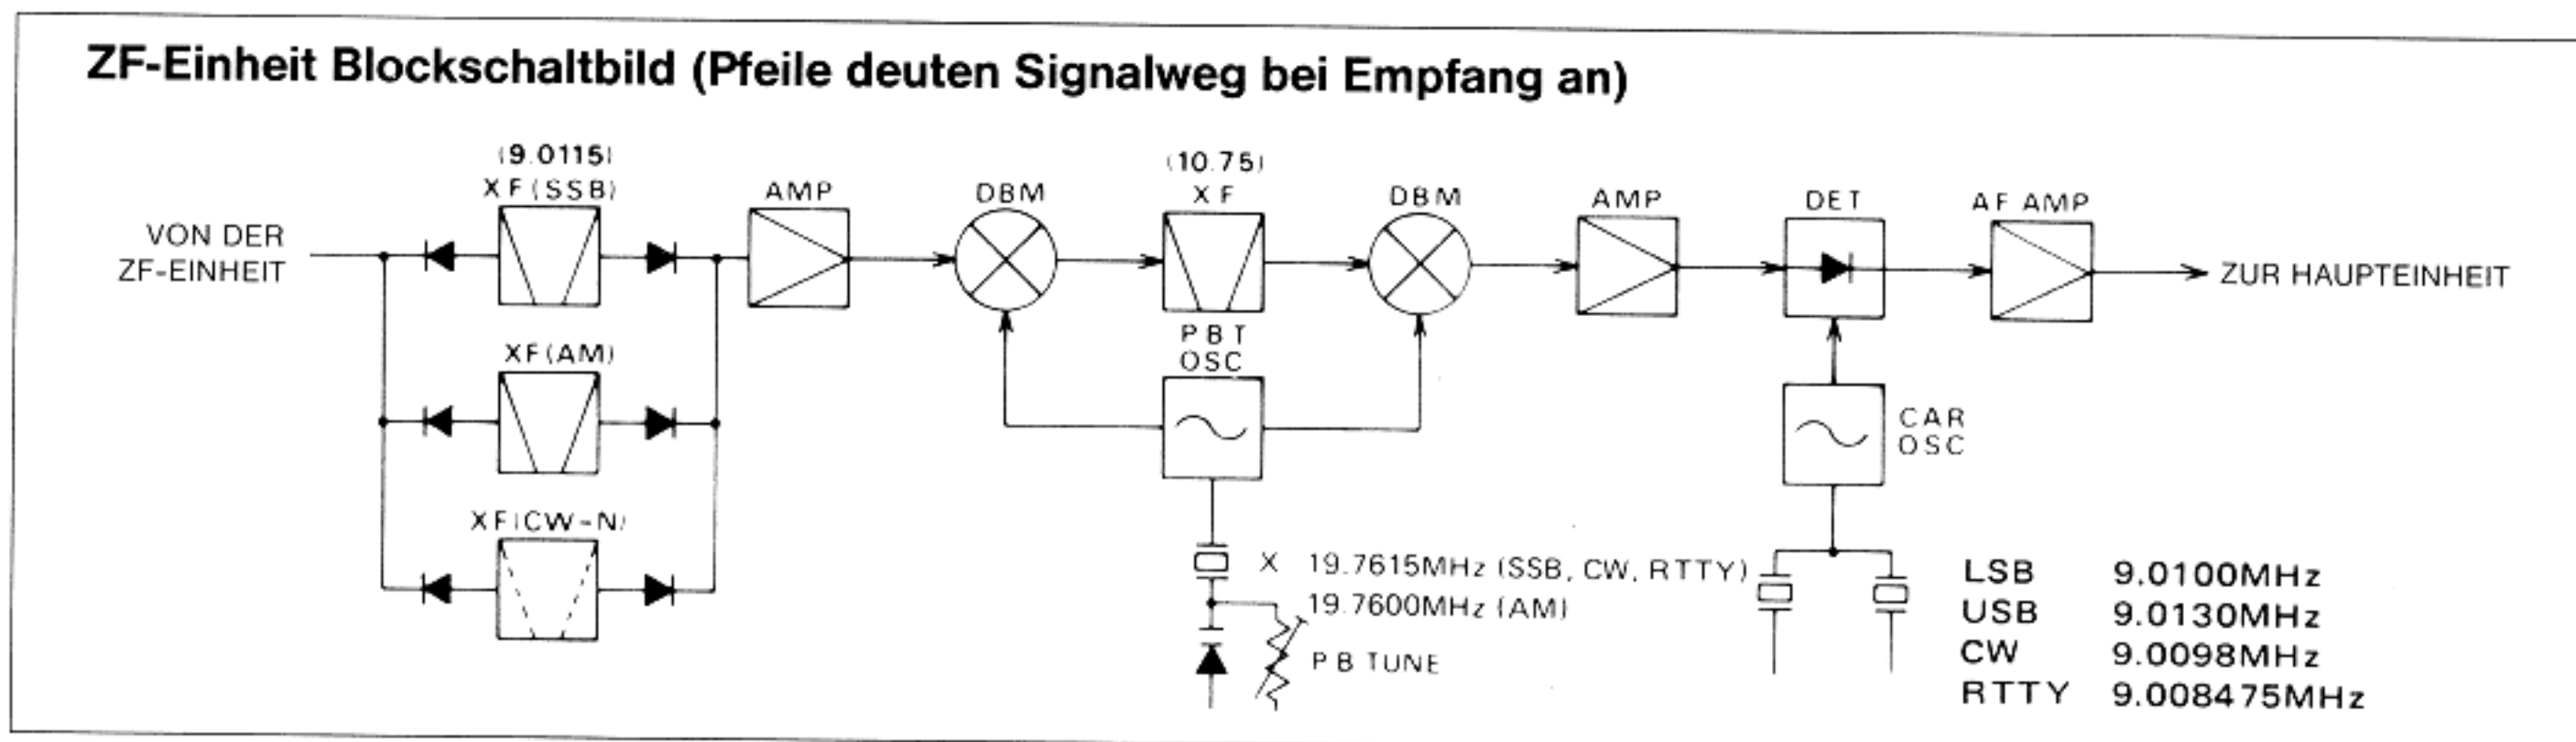 ZF-Einheit Blockschaltbild (Pfeile deuten Signalweg bei Empfang an)
(9.0115)
XF(SSB)
AMP
DBM
(10.75)
XF
DBM
AMP
DET
AF AMP
VON DER
ZF-EINHEIT
ZUR HAUPTEINHEIT
XF(AM)
PBT
OSC
CAR
OSC
XF(CW-N)
X 19.7615MHz (SSB, CW, RTTY)
19.7600MHz (AM)
PB TUNE
LSB 9.0100MHz
USB 9.0130MHz
CW 9.0098MHz
RTTY 9.008475MHz